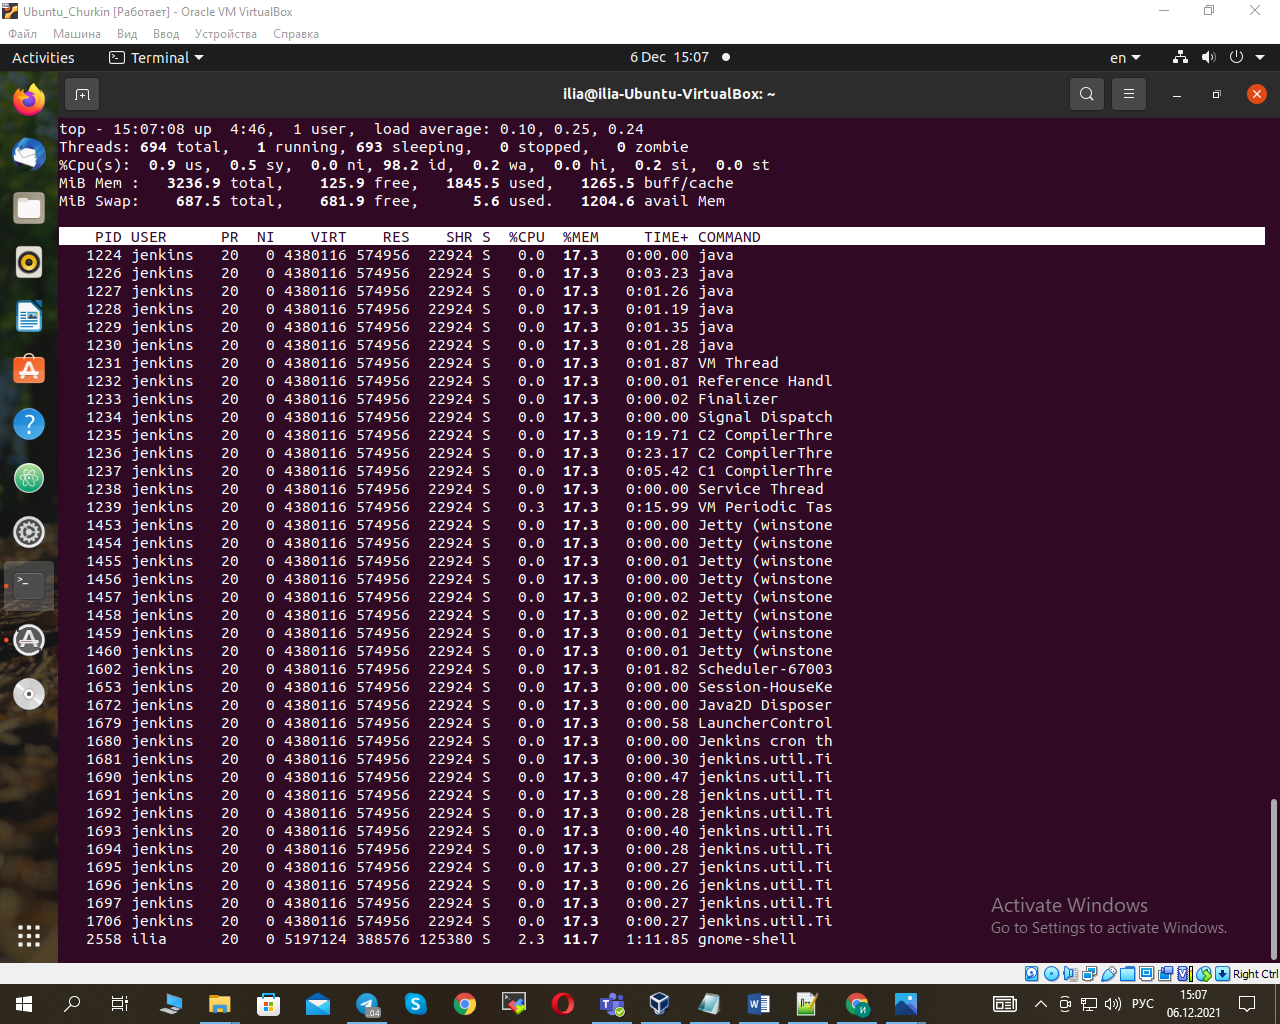 Ubuntu_Churkin [Работает] - Oracle VM VirtualBox
Файл Машина Вид Ввод Устройства Справка
Activities Terminal 6 Dec 15:07 en
ilia@ilia-Ubuntu-VirtualBox: ~
top - 15:07:08 up  4:46,  1 user,  load average: 0.10, 0.25, 0.24
Threads: 694 total,   1 running, 693 sleeping,   0 stopped,   0 zombie
%Cpu(s):  0.9 us,  0.5 sy,  0.0 ni, 98.2 id,  0.2 wa,  0.0 hi,  0.2 si,  0.0 st
MiB Mem :   3236.9 total,    125.9 free,   1845.5 used,   1265.5 buff/cache
MiB Swap:    687.5 total,    681.9 free,      5.6 used.   1204.6 avail Mem
PID USER PR NI VIRT RES SHR S %CPU %MEM TIME+ COMMAND
1224 jenkins 20 0 4380116 574956 22924 S 0.0 17.3 0:00.00 java
1226 jenkins 20 0 4380116 574956 22924 S 0.0 17.3 0:03.23 java
1227 jenkins 20 0 4380116 574956 22924 S 0.0 17.3 0:01.26 java
1228 jenkins 20 0 4380116 574956 22924 S 0.0 17.3 0:01.19 java
1229 jenkins 20 0 4380116 574956 22924 S 0.0 17.3 0:01.35 java
1230 jenkins 20 0 4380116 574956 22924 S 0.0 17.3 0:01.28 java
1231 jenkins 20 0 4380116 574956 22924 S 0.0 17.3 0:01.87 VM Thread
1232 jenkins 20 0 4380116 574956 22924 S 0.0 17.3 0:00.01 Reference Handl
1233 jenkins 20 0 4380116 574956 22924 S 0.0 17.3 0:00.02 Finalizer
1234 jenkins 20 0 4380116 574956 22924 S 0.0 17.3 0:00.00 Signal Dispatch
1235 jenkins 20 0 4380116 574956 22924 S 0.0 17.3 0:19.71 C2 CompilerThre
1236 jenkins 20 0 4380116 574956 22924 S 0.0 17.3 0:23.17 C2 CompilerThre
1237 jenkins 20 0 4380116 574956 22924 S 0.0 17.3 0:05.42 C1 CompilerThre
1238 jenkins 20 0 4380116 574956 22924 S 0.0 17.3 0:00.00 Service Thread
1239 jenkins 20 0 4380116 574956 22924 S 0.3 17.3 0:15.99 VM Periodic Tas
1453 jenkins 20 0 4380116 574956 22924 S 0.0 17.3 0:00.00 Jetty (winstone
1454 jenkins 20 0 4380116 574956 22924 S 0.0 17.3 0:00.00 Jetty (winstone
1455 jenkins 20 0 4380116 574956 22924 S 0.0 17.3 0:00.01 Jetty (winstone
1456 jenkins 20 0 4380116 574956 22924 S 0.0 17.3 0:00.00 Jetty (winstone
1457 jenkins 20 0 4380116 574956 22924 S 0.0 17.3 0:00.02 Jetty (winstone
1458 jenkins 20 0 4380116 574956 22924 S 0.0 17.3 0:00.02 Jetty (winstone
1459 jenkins 20 0 4380116 574956 22924 S 0.0 17.3 0:00.01 Jetty (winstone
1460 jenkins 20 0 4380116 574956 22924 S 0.0 17.3 0:00.01 Jetty (winstone
1602 jenkins 20 0 4380116 574956 22924 S 0.0 17.3 0:01.82 Scheduler-67003
1653 jenkins 20 0 4380116 574956 22924 S 0.0 17.3 0:00.00 Session-HouseKe
1672 jenkins 20 0 4380116 574956 22924 S 0.0 17.3 0:00.00 Java2D Disposer
1679 jenkins 20 0 4380116 574956 22924 S 0.0 17.3 0:00.58 LauncherControl
1680 jenkins 20 0 4380116 574956 22924 S 0.0 17.3 0:00.00 Jenkins cron th
1681 jenkins 20 0 4380116 574956 22924 S 0.0 17.3 0:00.30 jenkins.util.Ti
1690 jenkins 20 0 4380116 574956 22924 S 0.0 17.3 0:00.47 jenkins.util.Ti
1691 jenkins 20 0 4380116 574956 22924 S 0.0 17.3 0:00.28 jenkins.util.Ti
1692 jenkins 20 0 4380116 574956 22924 S 0.0 17.3 0:00.28 jenkins.util.Ti
1693 jenkins 20 0 4380116 574956 22924 S 0.0 17.3 0:00.40 jenkins.util.Ti
1694 jenkins 20 0 4380116 574956 22924 S 0.0 17.3 0:00.28 jenkins.util.Ti
1695 jenkins 20 0 4380116 574956 22924 S 0.0 17.3 0:00.27 jenkins.util.Ti
1696 jenkins 20 0 4380116 574956 22924 S 0.0 17.3 0:00.26 jenkins.util.Ti
1697 jenkins 20 0 4380116 574956 22924 S 0.0 17.3 0:00.27 jenkins.util.Ti
1706 jenkins 20 0 4380116 574956 22924 S 0.0 17.3 0:00.27 jenkins.util.Ti
2558 ilia 20 0 5197124 388576 125380 S 2.3 11.7 1:11.85 gnome-shell
Activate Windows
Go to Settings to activate Windows.
Right Ctrl
РУС
15:07
06.12.2021